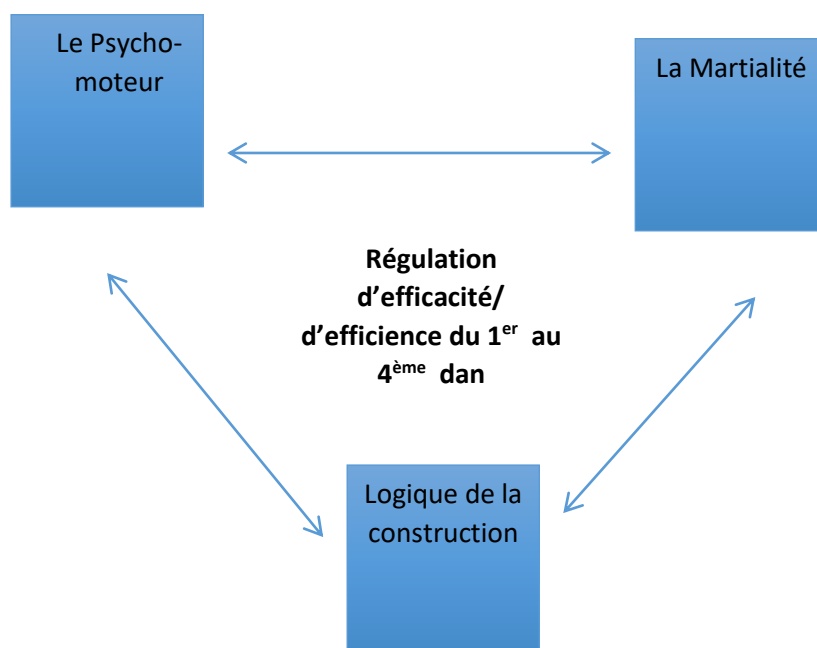 Le Psycho-
moteur
La Martialité
Régulation
d’efficacité/
d’efficience du 1er au
4ème dan
Logique de la
construction